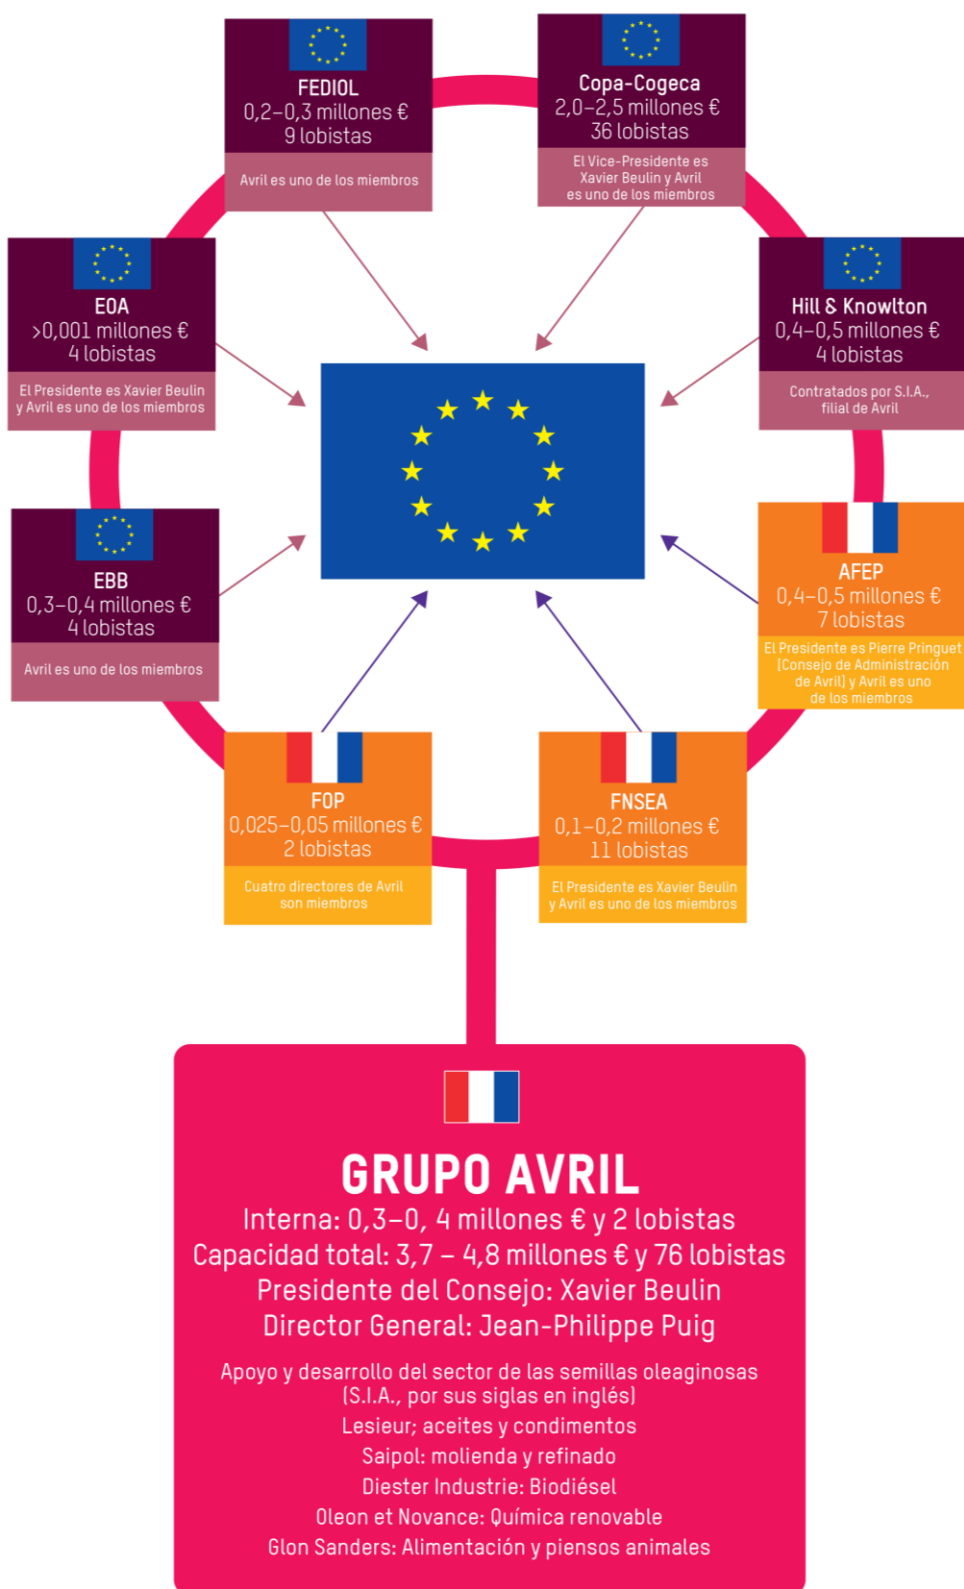 FEDIOL
0,2–0,3 millones €
9 lobistas
Avril es uno de los miembros
Copa-Cogeca
2,0–2,5 millones €
36 lobistas
El Vice-Presidente es
Xavier Beulin y Avril
es uno de los miembros
EOA
>0,001 millones €
4 lobistas
El Presidente es Xavier Beulin
y Avril es uno de los miembros
Hill & Knowlton
0,4–0,5 millones €
4 lobistas
Contratados por S.I.A.,
filial de Avril
EBB
0,3–0,4 millones €
4 lobistas
Avril es uno de los miembros
AFEP
0,4–0,5 millones €
7 lobistas
El Presidente es Pierre Pringuet
(Consejo de Administración
de Avril) y Avril es uno
de los miembros
FOP
0,025–0,05 millones €
2 lobistas
Cuatro directores de Avril
son miembros
FNSEA
0,1–0,2 millones €
11 lobistas
El Presidente es Xavier Beulin
y Avril es uno de los miembros
GRUPO AVRIL
Interna: 0,3–0, 4 millones € y 2 lobistas
Capacidad total: 3,7 – 4,8 millones € y 76 lobistas
Presidente del Consejo: Xavier Beulin
Director General: Jean-Philippe Puig
Apoyo y desarrollo del sector de las semillas oleaginosas
(S.I.A., por sus siglas en inglés)
Lesieur; aceites y condimentos
Saipol: molienda y refinado
Diester Industrie: Biodiésel
Oleon et Novance: Química renovable
Glon Sanders: Alimentación y piensos animales